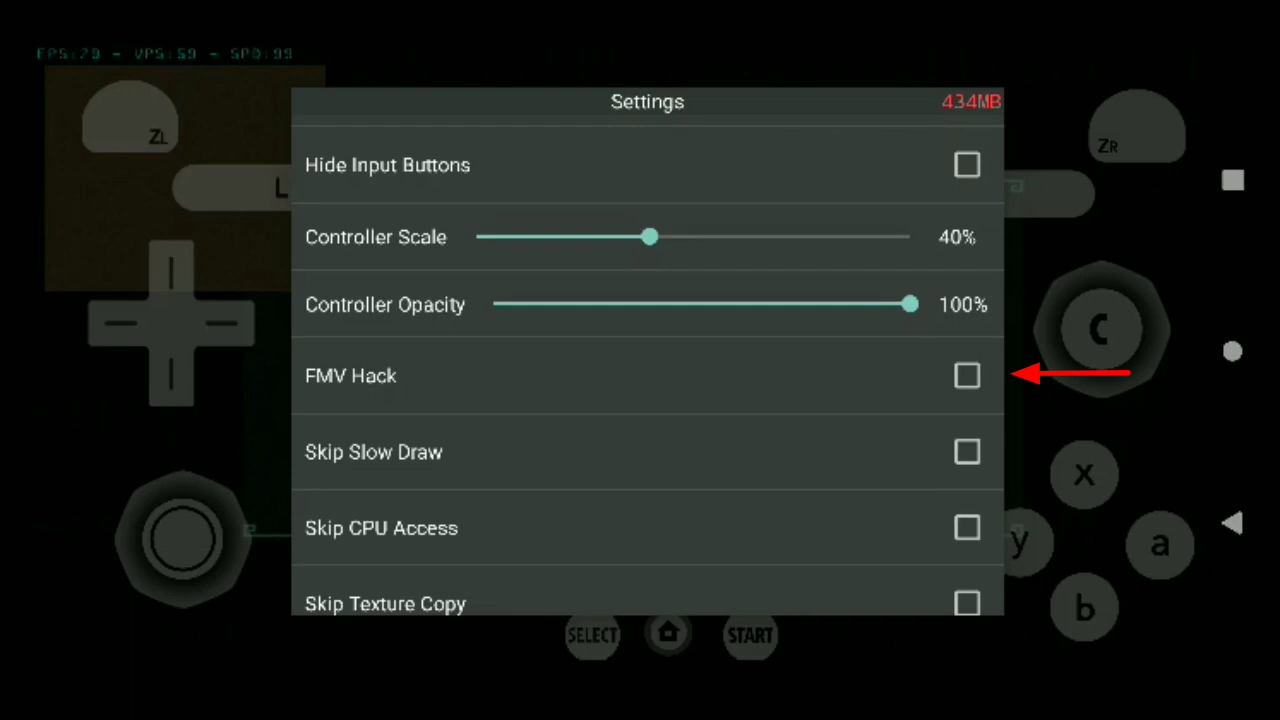 FPS:29 - VPS:59 - SPD:99
Settings
434MB
ZL
ZR
Hide Input Buttons
L
Controller Scale
40%
Controller Opacity
100%
C
FMV Hack
Skip Slow Draw
x
Skip CPU Access
y
a
Skip Texture Copy
b
SELECT
START